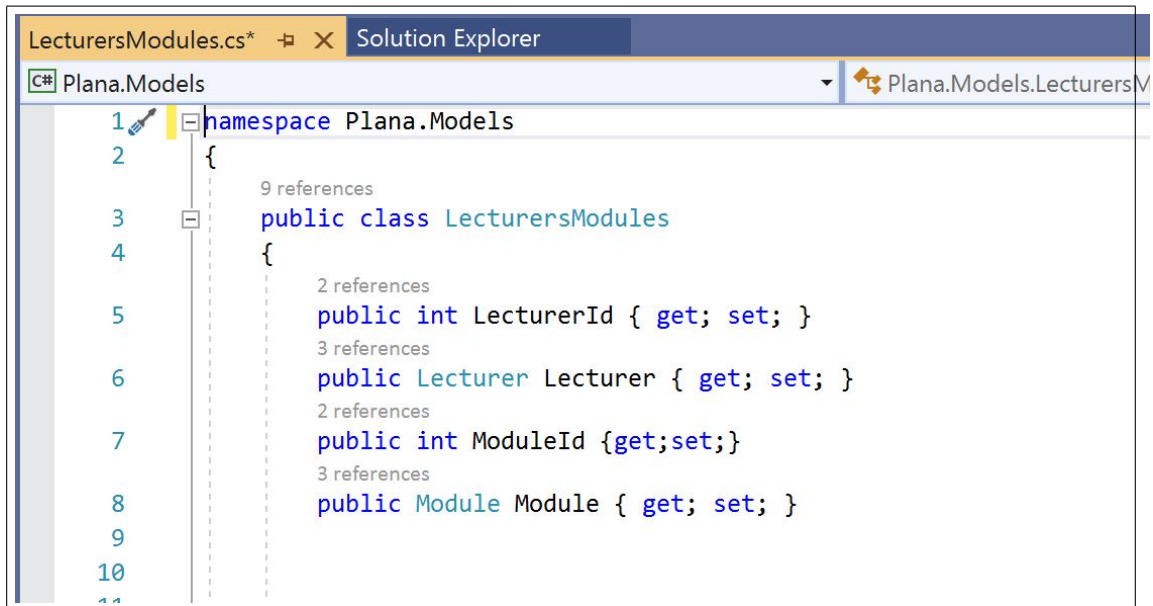 LecturersModules.cs* Solution Explorer
C# Plana.Models Plana.Models.LecturersM
1 namespace Plana.Models
2 {
9 references
3 public class LecturersModules
4 {
2 references
5 public int LecturerId { get; set; }
3 references
6 public Lecturer Lecturer { get; set; }
2 references
7 public int ModuleId {get;set;}
3 references
8 public Module Module { get; set; }
9
10
11